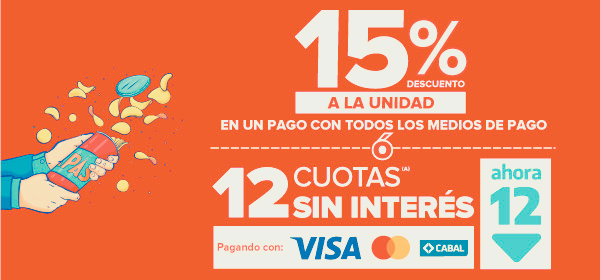 15%
DESCUENTO
A LA UNIDAD
EN UN PAGO CON TODOS LOS MEDIOS DE PAGO
ó
12 CUOTAS (A)
SIN INTERÉS
ahora
12
Pagando con: VISA mastercard CABAL
PAS